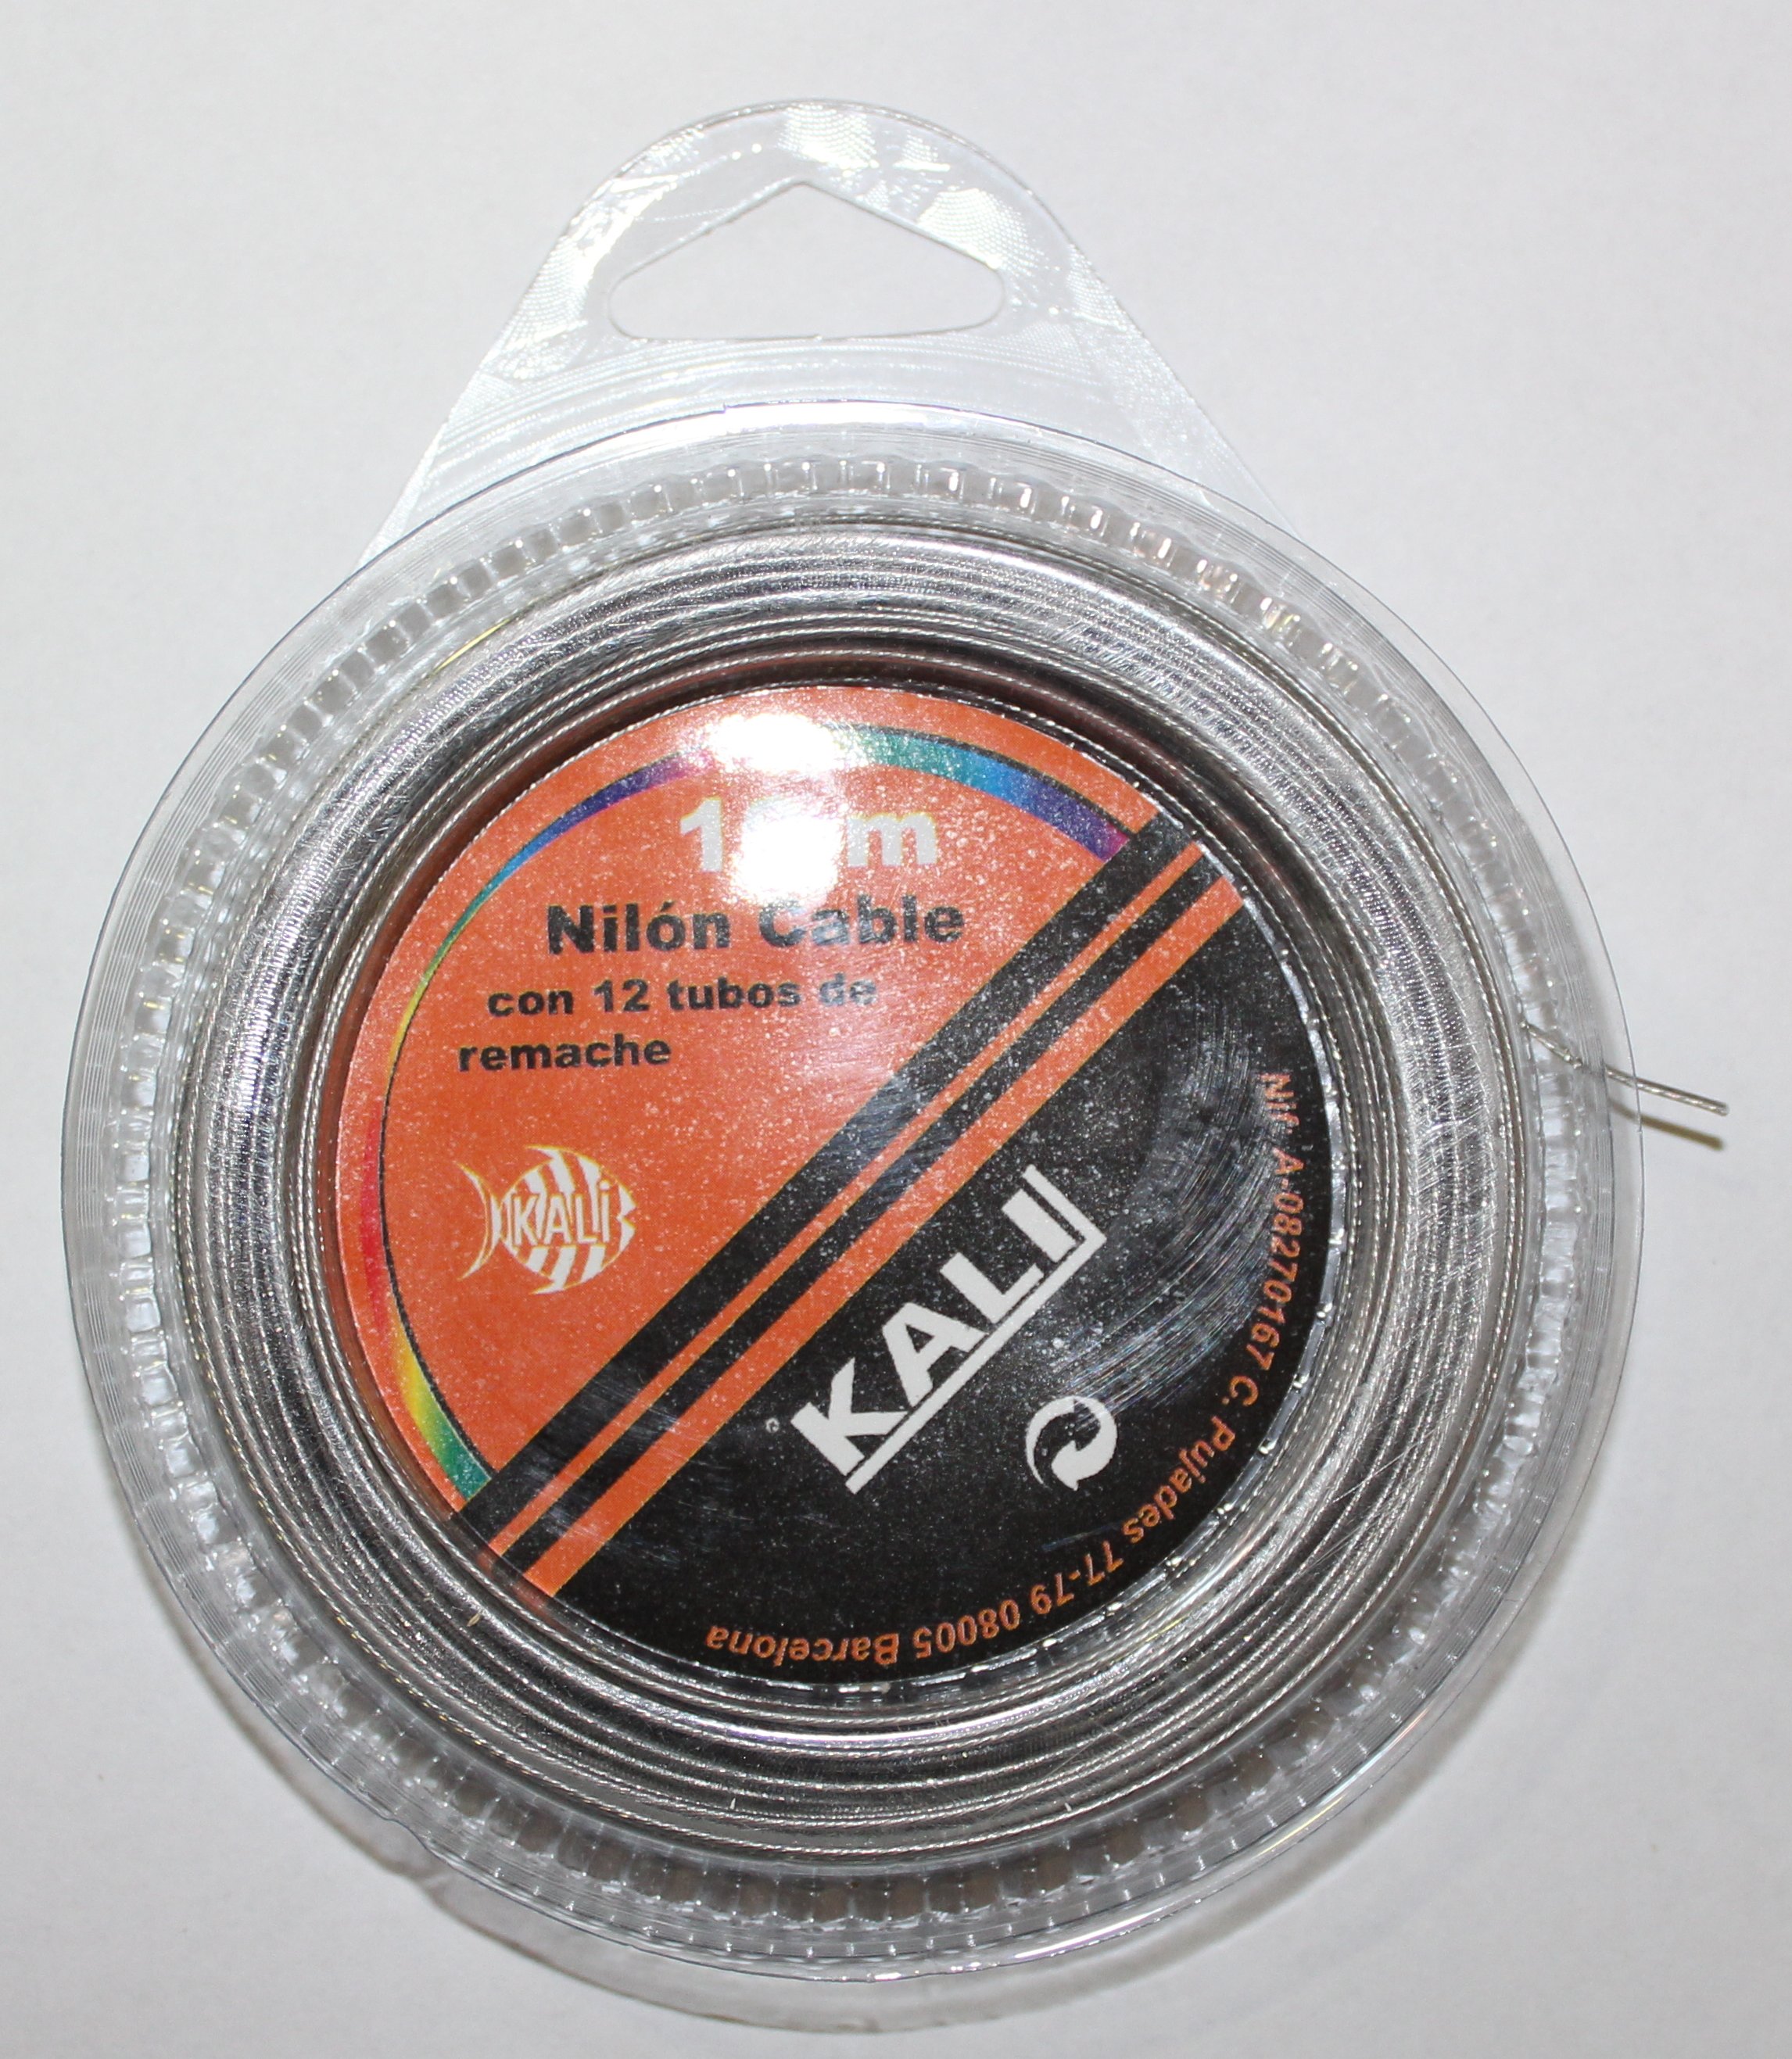 Nilón Cable
con 12 tubos de
remache
KALI
KALI
Nif. A-08270167 C. Pujades 77-79 08005 Barcelona